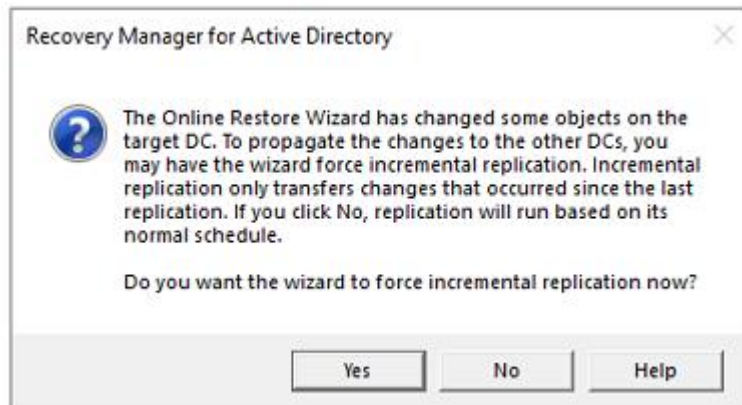 Recovery Manager for Active Directory
The Online Restore Wizard has changed some objects on the
target DC. To propagate the changes to the other DCs, you
may have the wizard force incremental replication. Incremental
replication only transfers changes that occurred since the last
replication. If you click No, replication will run based on its
normal schedule.
Do you want the wizard to force incremental replication now?
Yes
No
Help